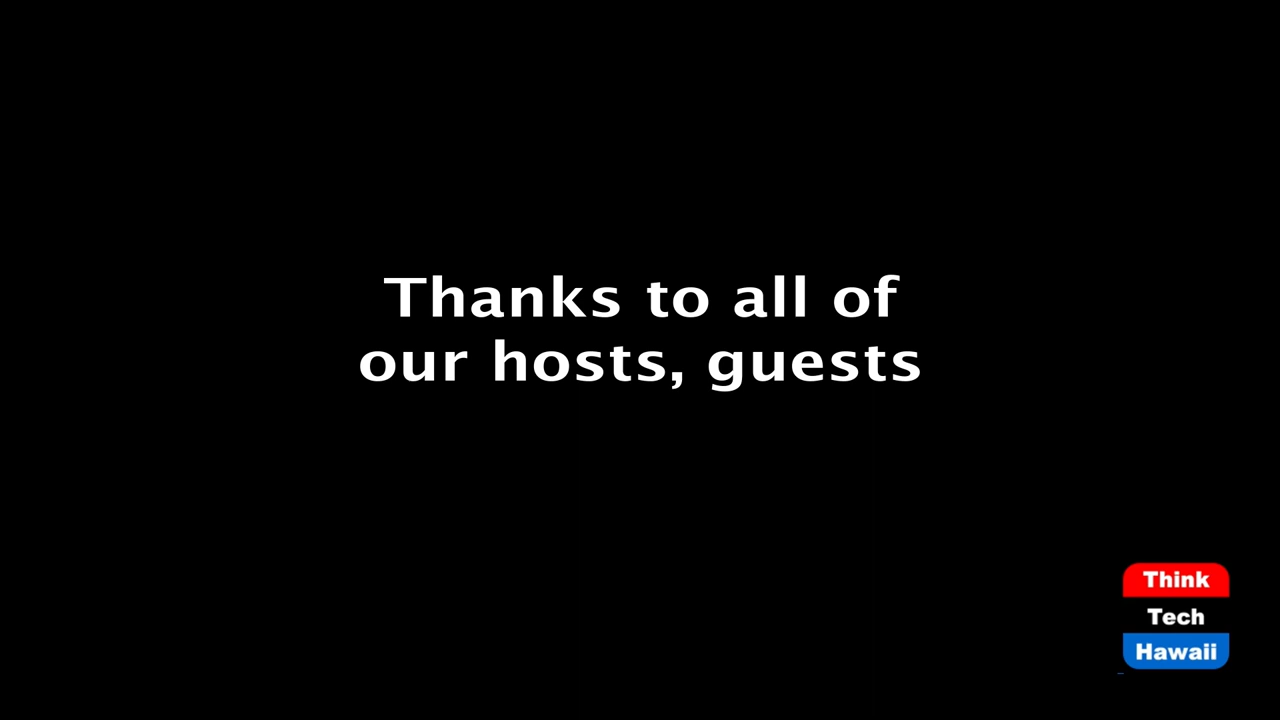 Thanks to all of
our hosts, guests
Think
Tech
Hawaii